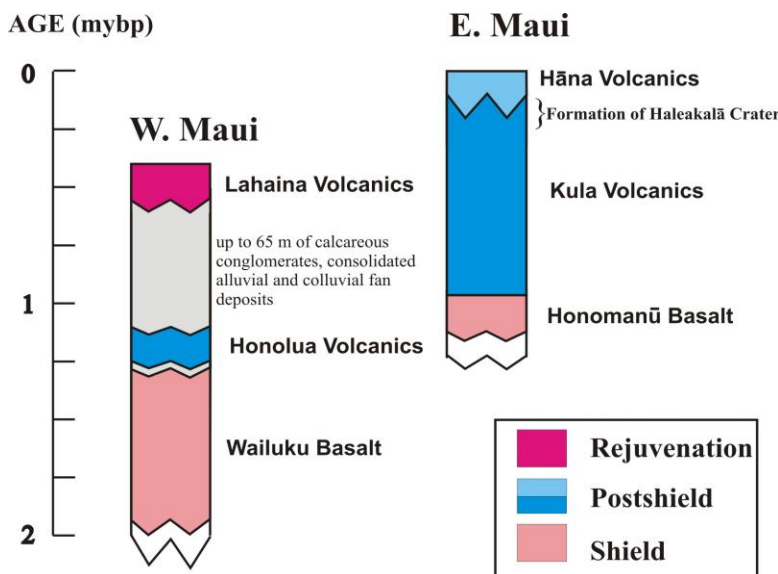 AGE (mybp)
E. Maui
0
Hāna Volcanics
}Formation of Haleakalā Crater
W. Maui
Lahaina Volcanics
Kula Volcanics
up to 65 m of calcareous
conglomerates, consolidated
alluvial and colluvial fan
deposits
1
Honomanū Basalt
Honolua Volcanics
Wailuku Basalt
2
Rejuvenation
Postshield
Shield